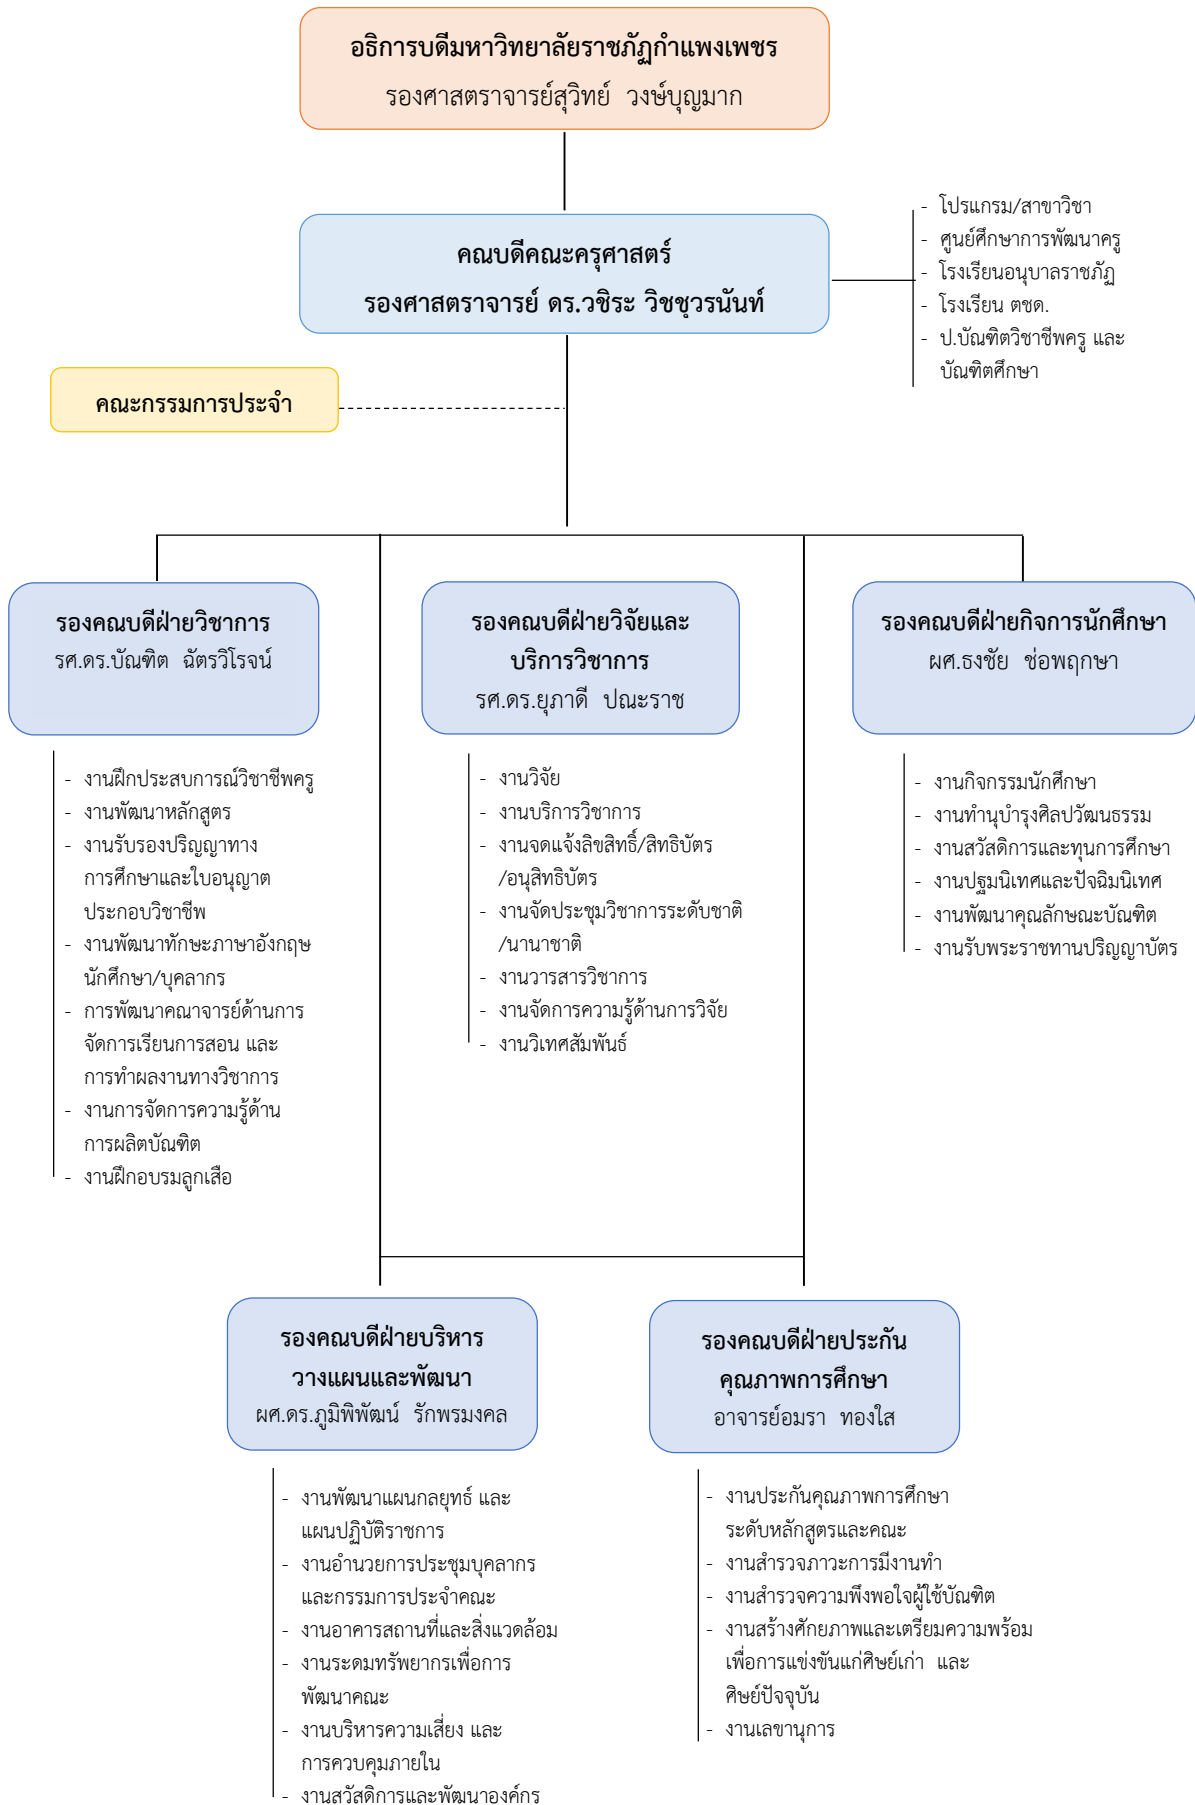 อธิการบดีมหาวิทยาลัยราชภัฏกำแพงเพชร
รองศาสตราจารย์สุวิทย์ วงษ์บุญมาก
คณบดีคณะครุศาสตร์
รองศาสตราจารย์ ดร.วชิระ วิชชุวรนันท์
- โปรแกรม/สาขาวิชา
- ศูนย์ศึกษาการพัฒนาครู
- โรงเรียนอนุบาลราชภัฏ
- โรงเรียน ตชด.
- ป.บัณฑิตวิชาชีพครู และ
บัณฑิตศึกษา
คณะกรรมการประจำ
รองคณบดีฝ่ายวิชาการ
รศ.ดร.บัณฑิต ฉัตรวิโรจน์
- งานฝึกประสบการณ์วิชาชีพครู
- งานพัฒนาหลักสูตร
- งานรับรองปริญญาทาง
การศึกษาและใบอนุญาต
ประกอบวิชาชีพ
- งานพัฒนาทักษะภาษาอังกฤษ
นักศึกษา/บุคลากร
- การพัฒนาคณาจารย์ด้านการ
จัดการเรียนการสอน และ
การทำผลงานทางวิชาการ
- งานการจัดการความรู้ด้าน
การผลิตบัณฑิต
- งานฝึกอบรมลูกเสือ
รองคณบดีฝ่ายวิจัยและ
บริการวิชาการ
รศ.ดร.ยุภาดี ปณะราช
- งานวิจัย
- งานบริการวิชาการ
- งานจดแจ้งลิขสิทธิ์/สิทธิบัตร
/อนุสิทธิบัตร
- งานจัดประชุมวิชาการระดับชาติ
/นานาชาติ
- งานวารสารวิชาการ
- งานจัดการความรู้ด้านการวิจัย
- งานวิเทศสัมพันธ์
รองคณบดีฝ่ายกิจการนักศึกษา
ผศ.ธงชัย ช่อพฤกษา
- งานกิจกรรมนักศึกษา
- งานทำนุบำรุงศิลปวัฒนธรรม
- งานสวัสดิการและทุนการศึกษา
- งานปฐมนิเทศและปัจฉิมนิเทศ
- งานพัฒนาคุณลักษณะบัณฑิต
- งานรับพระราชทานปริญญาบัตร
รองคณบดีฝ่ายบริหาร
วางแผนและพัฒนา
ผศ.ดร.ภูมิพิพัฒน์ รักพรมงคล
- งานพัฒนาแผนกลยุทธ์ และ
แผนปฏิบัติราชการ
- งานอำนวยการประชุมบุคลากร
และกรรมการประจำคณะ
- งานอาคารสถานที่และสิ่งแวดล้อม
- งานระดมทรัพยากรเพื่อการ
พัฒนาคณะ
- งานบริหารความเสี่ยง และ
การควบคุมภายใน
- งานสวัสดิการและพัฒนาองค์กร
รองคณบดีฝ่ายประกัน
คุณภาพการศึกษา
อาจารย์อมรา ทองใส
- งานประกันคุณภาพการศึกษา
ระดับหลักสูตรและคณะ
- งานสำรวจภาวะการมีงานทำ
- งานสำรวจความพึงพอใจผู้ใช้บัณฑิต
- งานสร้างศักยภาพและเตรียมความพร้อม
เพื่อการแข่งขันแก่ศิษย์เก่า และ
ศิษย์ปัจจุบัน
- งานเลขานุการ